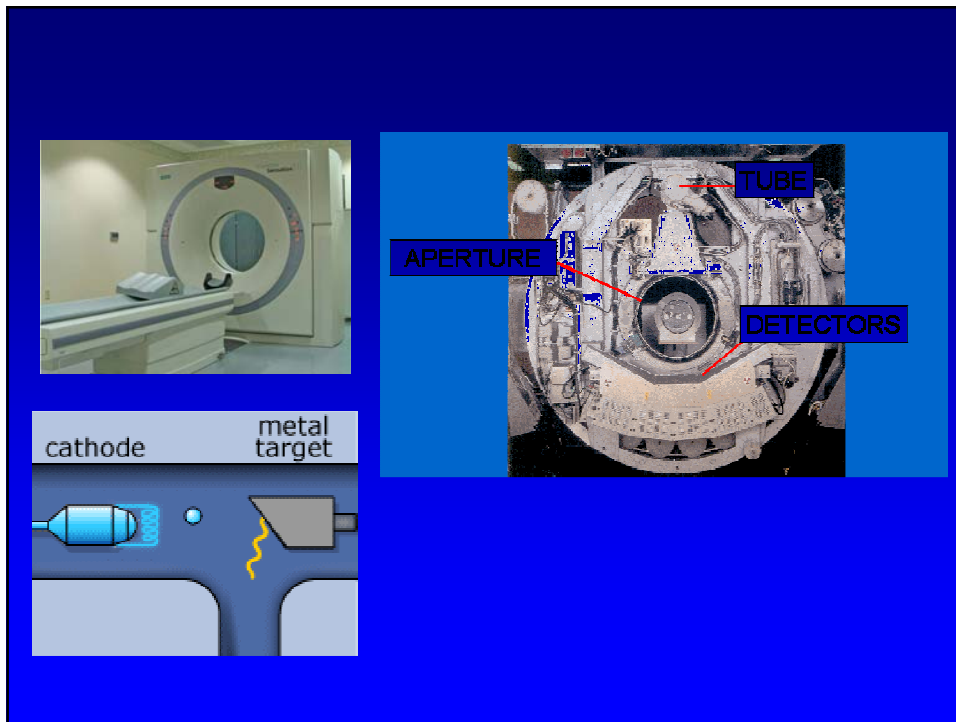 TUBE
APERTURE
DETECTORS
cathode
metal
target